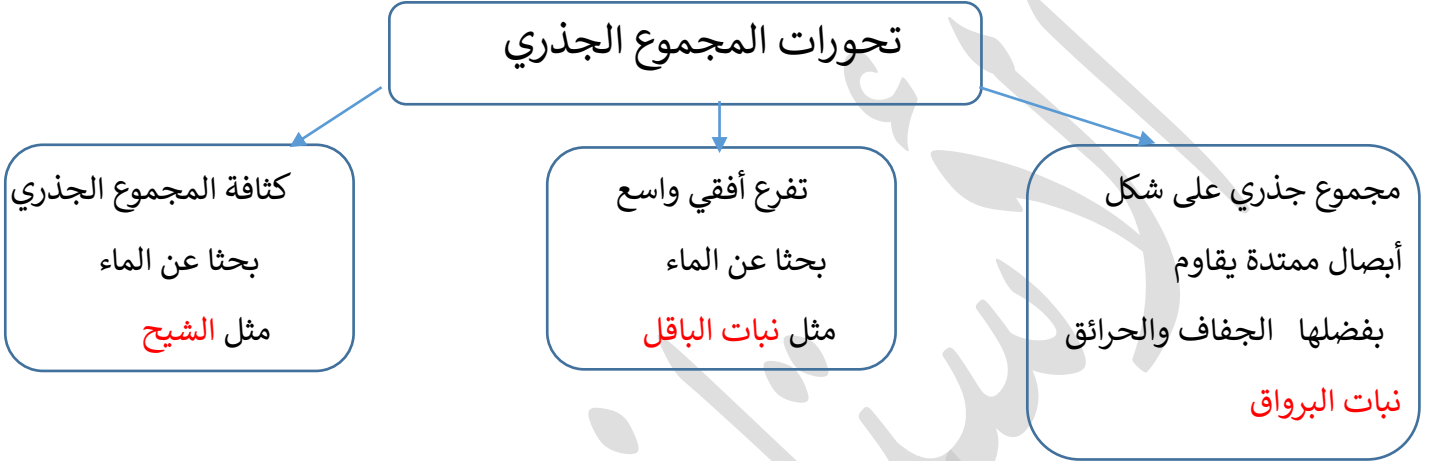 تحورات المجموع الجذري
مجموع جذري على شكل
أبصال ممتدة يقاوم
بفضلها الجفاف والحرائق
نبات البرواق
تفرع أفقي واسع
بحثا عن الماء
مثل نبات الباقل
كثافة المجموع الجذري
بحثا عن الماء
مثل الشيح